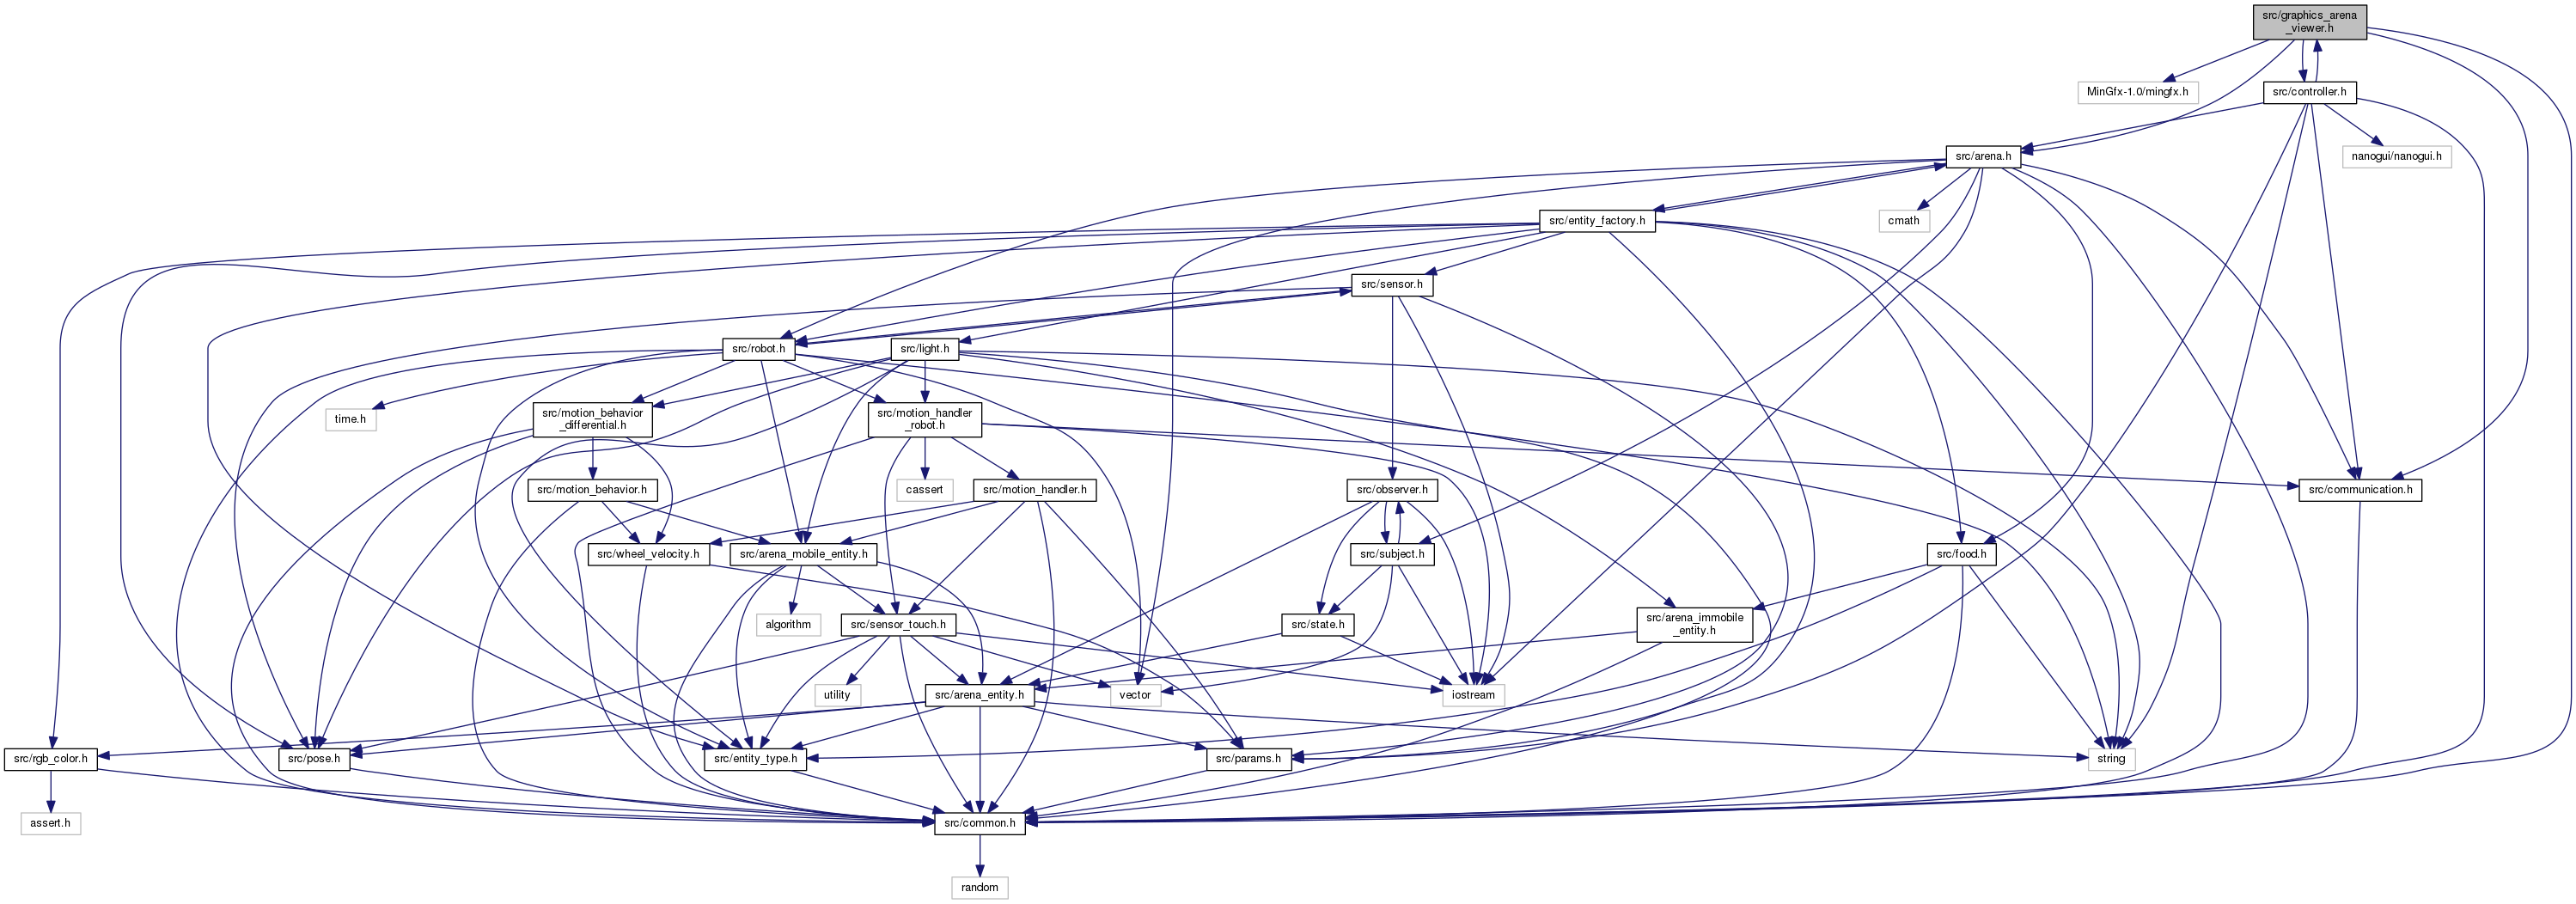 src/graphics_arena
_viewer.h
MinGfx-1.0/mingfx.h
src/controller.h
src/arena.h
nanogui/nanogui.h
src/entity_factory.h
cmath
src/sensor.h
src/robot.h
src/light.h
time.h
src/motion_behavior
_differential.h
src/motion_handler
_robot.h
src/motion_behavior.h
cassert
src/motion_handler.h
src/observer.h
src/communication.h
src/wheel_velocity.h
src/arena_mobile_entity.h
src/subject.h
src/food.h
algorithm
src/sensor_touch.h
src/state.h
src/arena_immobile
_entity.h
utility
src/arena_entity.h
vector
iostream
src/rgb_color.h
src/pose.h
src/entity_type.h
src/params.h
string
assert.h
src/common.h
random